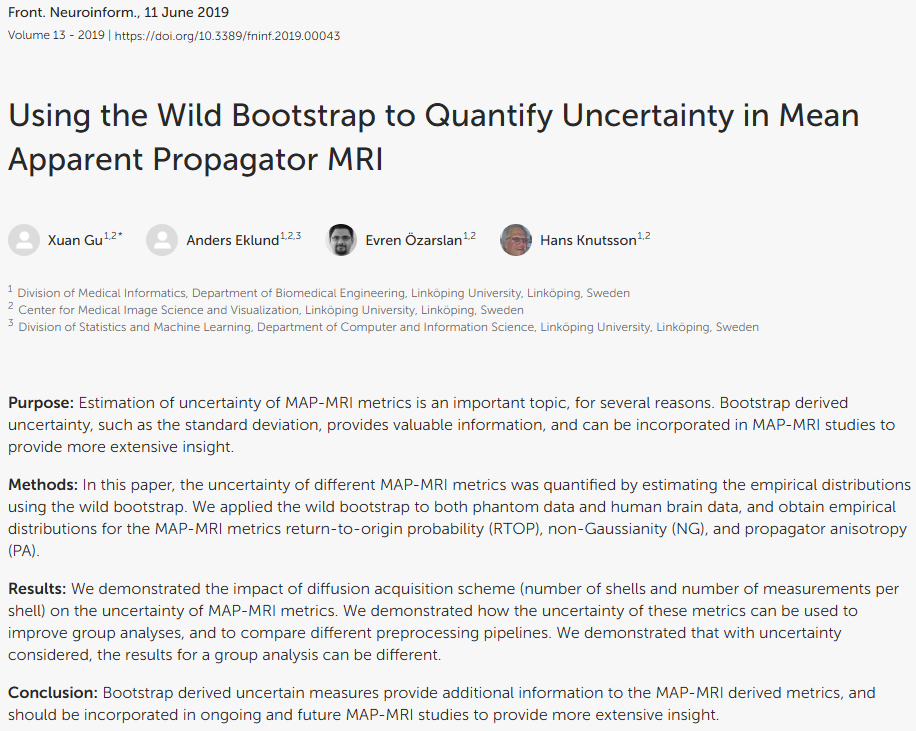 Front. Neuroinform., 11 June 2019
Volume 13 - 2019 | https://doi.org/10.3389/fninf.2019.00043
Using the Wild Bootstrap to Quantify Uncertainty in Mean
Apparent Propagator MRI
Xuan Gu1,2* Anders Eklund1,2,3 Evren Özarslan1,2 Hans Knutsson1,2
1 Division of Medical Informatics, Department of Biomedical Engineering, Linköping University, Linköping, Sweden
2 Center for Medical Image Science and Visualization, Linköping University, Linköping, Sweden
3 Division of Statistics and Machine Learning, Department of Computer and Information Science, Linköping University, Linköping, Sweden
Purpose: Estimation of uncertainty of MAP-MRI metrics is an important topic, for several reasons. Bootstrap derived
uncertainty, such as the standard deviation, provides valuable information, and can be incorporated in MAP-MRI studies to
provide more extensive insight.
Methods: In this paper, the uncertainty of different MAP-MRI metrics was quantified by estimating the empirical distributions
using the wild bootstrap. We applied the wild bootstrap to both phantom data and human brain data, and obtain empirical
distributions for the MAP-MRI metrics return-to-origin probability (RTOP), non-Gaussianity (NG), and propagator anisotropy
(PA).
Results: We demonstrated the impact of diffusion acquisition scheme (number of shells and number of measurements per
shell) on the uncertainty of MAP-MRI metrics. We demonstrated how the uncertainty of these metrics can be used to
improve group analyses, and to compare different preprocessing pipelines. We demonstrated that with uncertainty
considered, the results for a group analysis can be different.
Conclusion: Bootstrap derived uncertain measures provide additional information to the MAP-MRI derived metrics, and
should be incorporated in ongoing and future MAP-MRI studies to provide more extensive insight.